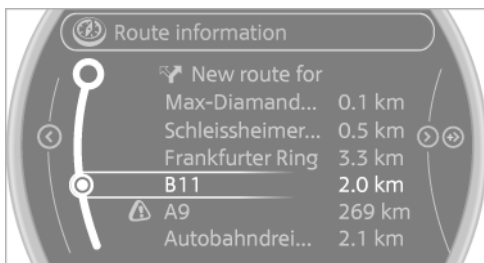 Route information
New route for
Max-Diamand... 0.1 km
Schleissheimer... 0.5 km
Frankfurter Ring 3.3 km
B11 2.0 km
A9 269 km
Autobahndrei... 2.1 km